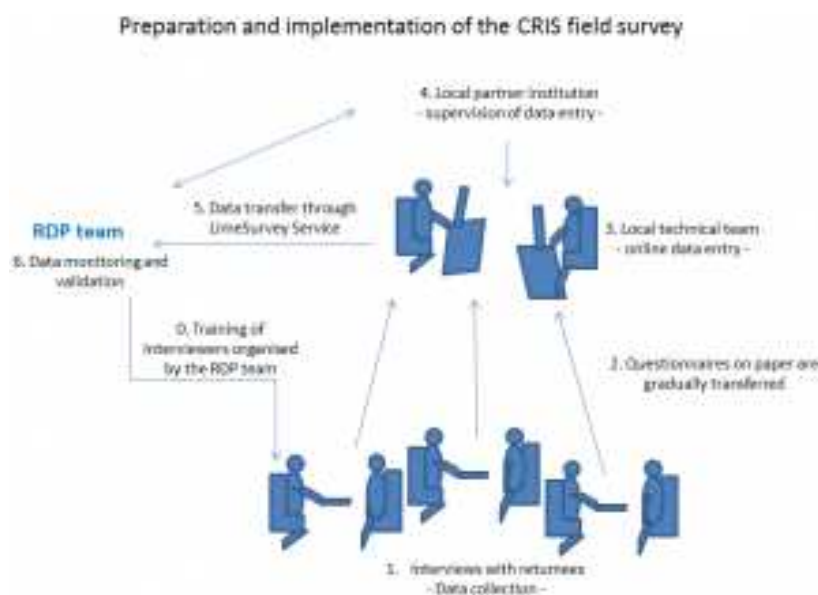 Preparation and implementation of the CRIS field survey
4. Local partner institution
- supervision of data entry -
5. Data transfer through
LimeSurvey Service
RDP team
6. Data monitoring and
validation
3. Local technical team
- online data entry -
0. Training of
interviewers organised
by the RDP team
2. Questionnaires on paper are
gradually transferred
1. Interviews with returnees
- Data collection -